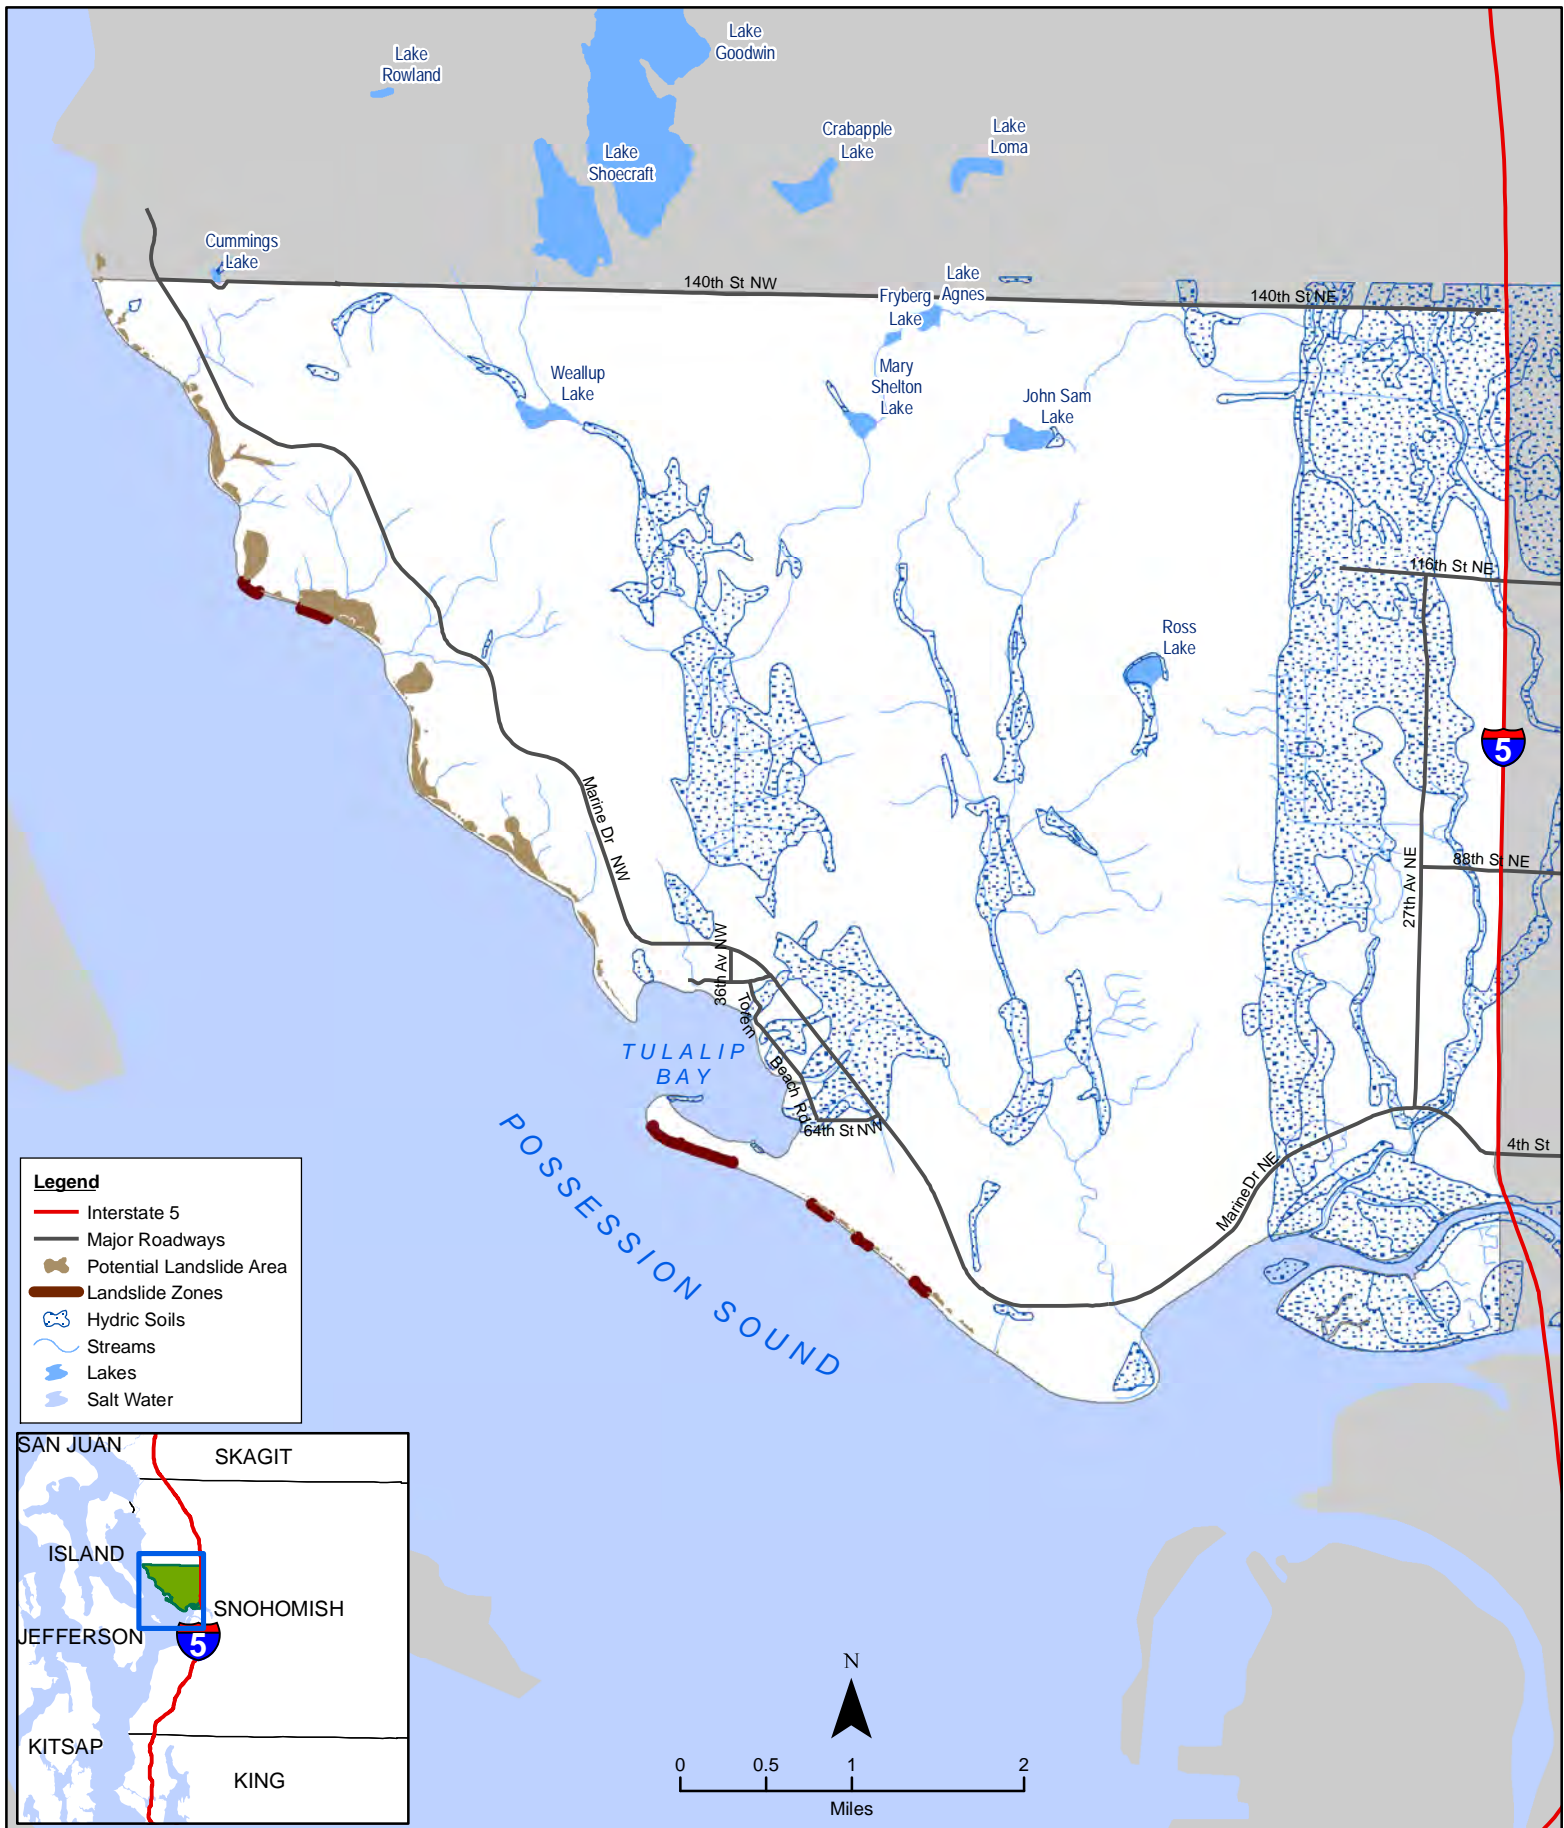 Lake
Goodwin
Lake
Rowland
Crabapple
Lake
Lake
Loma
Lake
Shoecraft
Cummings
Lake
140th St NW
Lake
Agnes
Fryberg
Lake
140th St NE
Weallup
Lake
Mary
Shelton
Lake
John Sam
Lake
116th St NE
Ross
Lake
5
Marine Dr NW
88th St NE
27th Av NE
36th Av NW
Totem
Beach Rd
TULALIP
BAY
64th St NW
4th St
MarineDr NE
POSSESSION SOUND
Legend
Interstate 5
Major Roadways
Potential Landslide Area
Landslide Zones
Hydric Soils
Streams
Lakes
Salt Water
SAN JUAN
SKAGIT
ISLAND
SNOHOMISH
JEFFERSON
5
KITSAP
KING
N
0 0.5 1 2
Miles